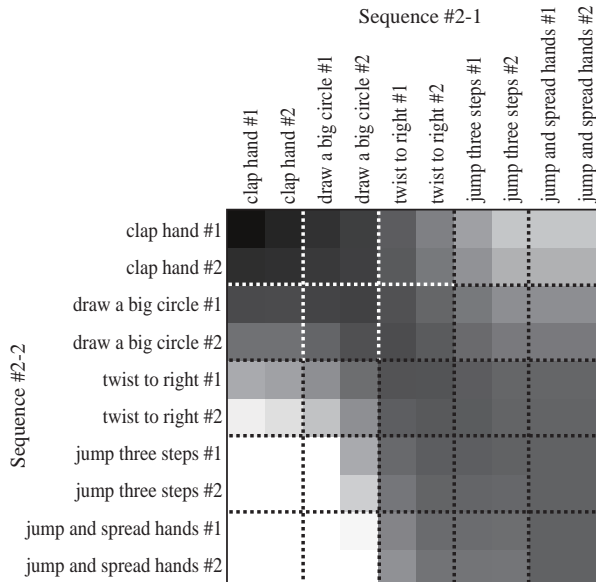 Sequence #2-1
clap hand #1
clap hand #2
draw a big circle #1
draw a big circle #2
twist to right #1
twist to right #2
jump three steps #1
jump three steps #2
jump and spread hands #1
jump and spread hands #2
Sequence #2-2
clap hand #1
clap hand #2
draw a big circle #1
draw a big circle #2
twist to right #1
twist to right #2
jump three steps #1
jump three steps #2
jump and spread hands #1
jump and spread hands #2